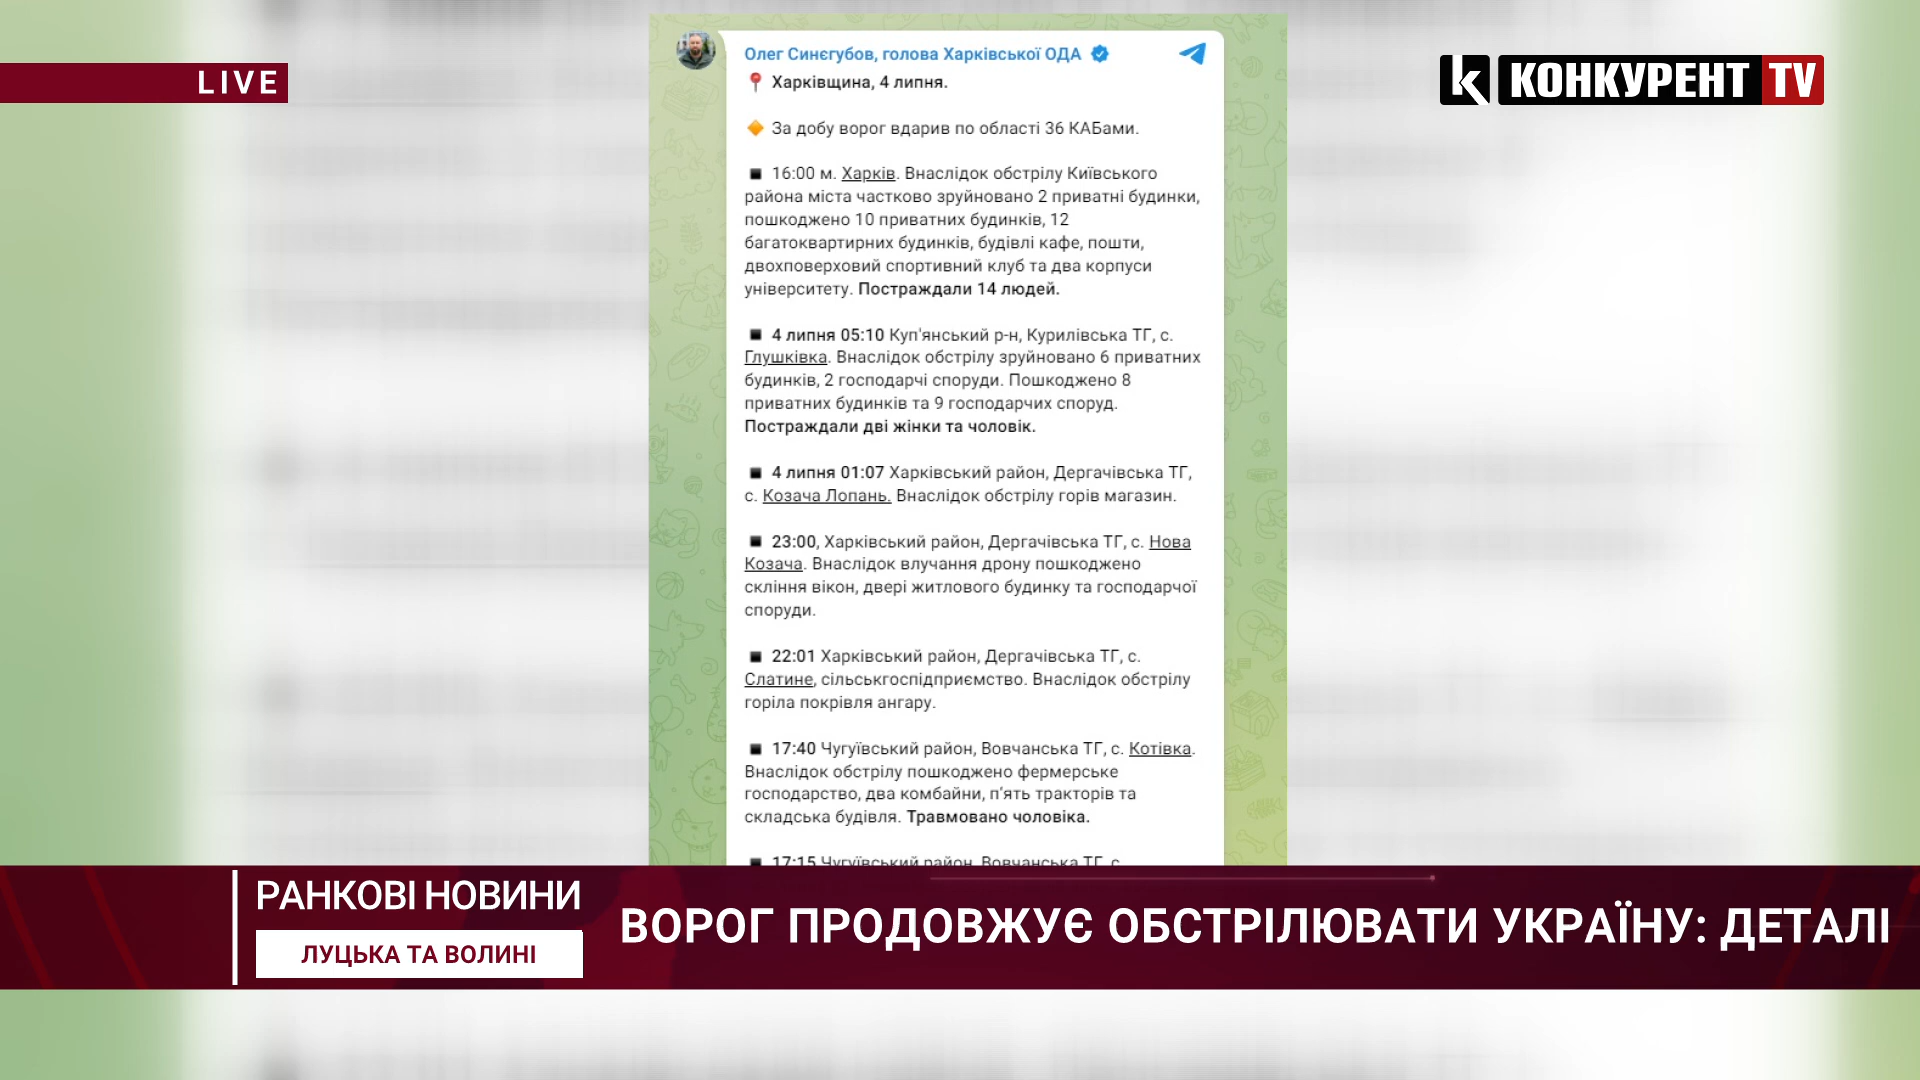 LIVE
КОНКУРЕНТ TV
Олег Синєгубов, голова Харківської ОДА
📍 Харківщина, 4 липня.
🔶 За добу ворог вдарив по області 36 КАБами.
◾ 16:00 м. Харків. Внаслідок обстрілу Київського
района міста частково зруйновано 2 приватні будинки,
пошкоджено 10 приватних будинків, 12
багатоквартирних будинків, будівлі кафе, пошти,
двохповерховий спортивний клуб та два корпуси
університету. Постраждали 14 людей.
◾ 4 липня 05:10 Куп'янський р-н, Курилівська ТГ, с.
Глушківка. Внаслідок обстрілу зруйновано 6 приватних
будинків, 2 господарчі споруди. Пошкоджено 8
приватних будинків та 9 господарчих споруд.
Постраждали дві жінки та чоловік.
◾ 4 липня 01:07 Харківський район, Дергачівська ТГ,
с. Козача Лопань. Внаслідок обстрілу горів магазин.
◾ 23:00, Харківський район, Дергачівська ТГ, с. Нова
Козача. Внаслідок влучання дрону пошкоджено
скління вікон, двері житлового будинку та господарчої
споруди.
◾ 22:01 Харківський район, Дергачівська ТГ, с.
Слатине, сільськгоспідприємство. Внаслідок обстрілу
горіла покрівля ангару.
◾ 17:40 Чугуївський район, Вовчанська ТГ, с. Котівка.
Внаслідок обстрілу пошкоджено фермерське
господарство, два комбайни, п'ять тракторів та
складська будівля. Травмовано чоловіка.
◾ 17:15 Чугуївський район, Вовчанська ТГ, с.
РАНКОВІ НОВИНИ
ЛУЦЬКА ТА ВОЛИНІ
ВОРОГ ПРОДОВЖУЄ ОБСТРІЛЮВАТИ УКРАЇНУ: ДЕТАЛІ